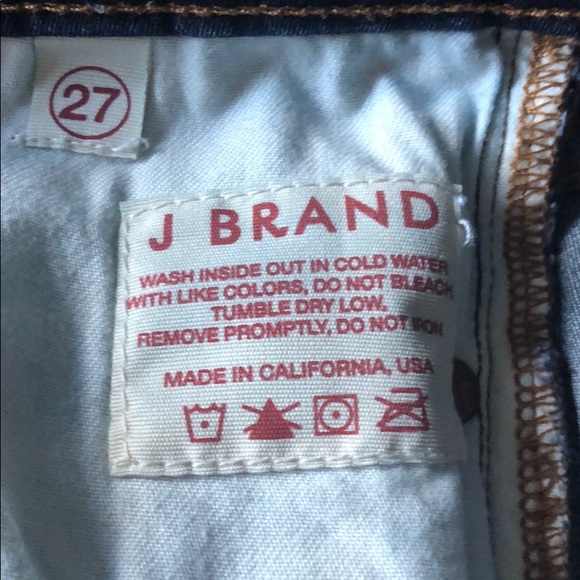 27
J BRAND
WASH INSIDE OUT IN COLD WATER
WITH LIKE COLORS, DO NOT BLEACH,
TUMBLE DRY LOW,
REMOVE PROMPTLY, DO NOT IRON
MADE IN CALIFORNIA, USA